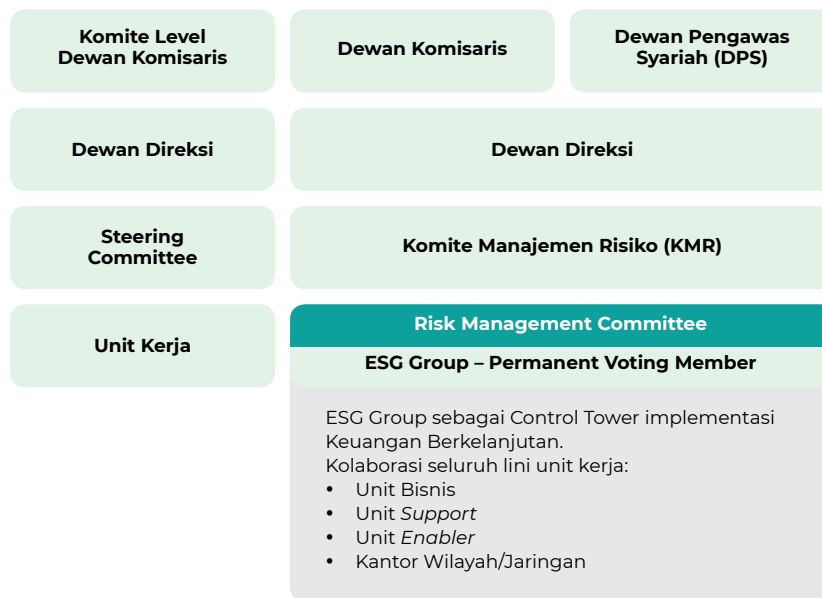 Komite Level
Dewan Komisaris
Dewan Komisaris
Dewan Pengawas
Syariah (DPS)
Dewan Direksi
Dewan Direksi
Steering
Committee
Komite Manajemen Risiko (KMR)
Unit Kerja
Risk Management Committee
ESG Group – Permanent Voting Member
ESG Group sebagai Control Tower implementasi
Keuangan Berkelanjutan.
Kolaborasi seluruh lini unit kerja:
• Unit Bisnis
• Unit Support
• Unit Enabler
• Kantor Wilayah/Jaringan